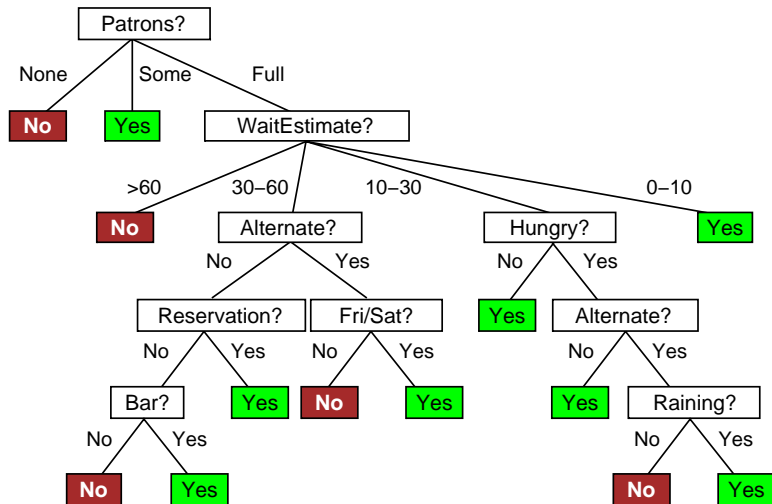 Patrons?
None Some Full
No Yes WaitEstimate?
>60 30–60 10–30 0–10
No Alternate? Hungry? Yes
No Yes No Yes
Reservation? Fri/Sat? Yes Alternate?
No Yes No Yes No Yes
Bar? Yes No Yes Yes Raining?
No Yes No Yes
No Yes No Yes